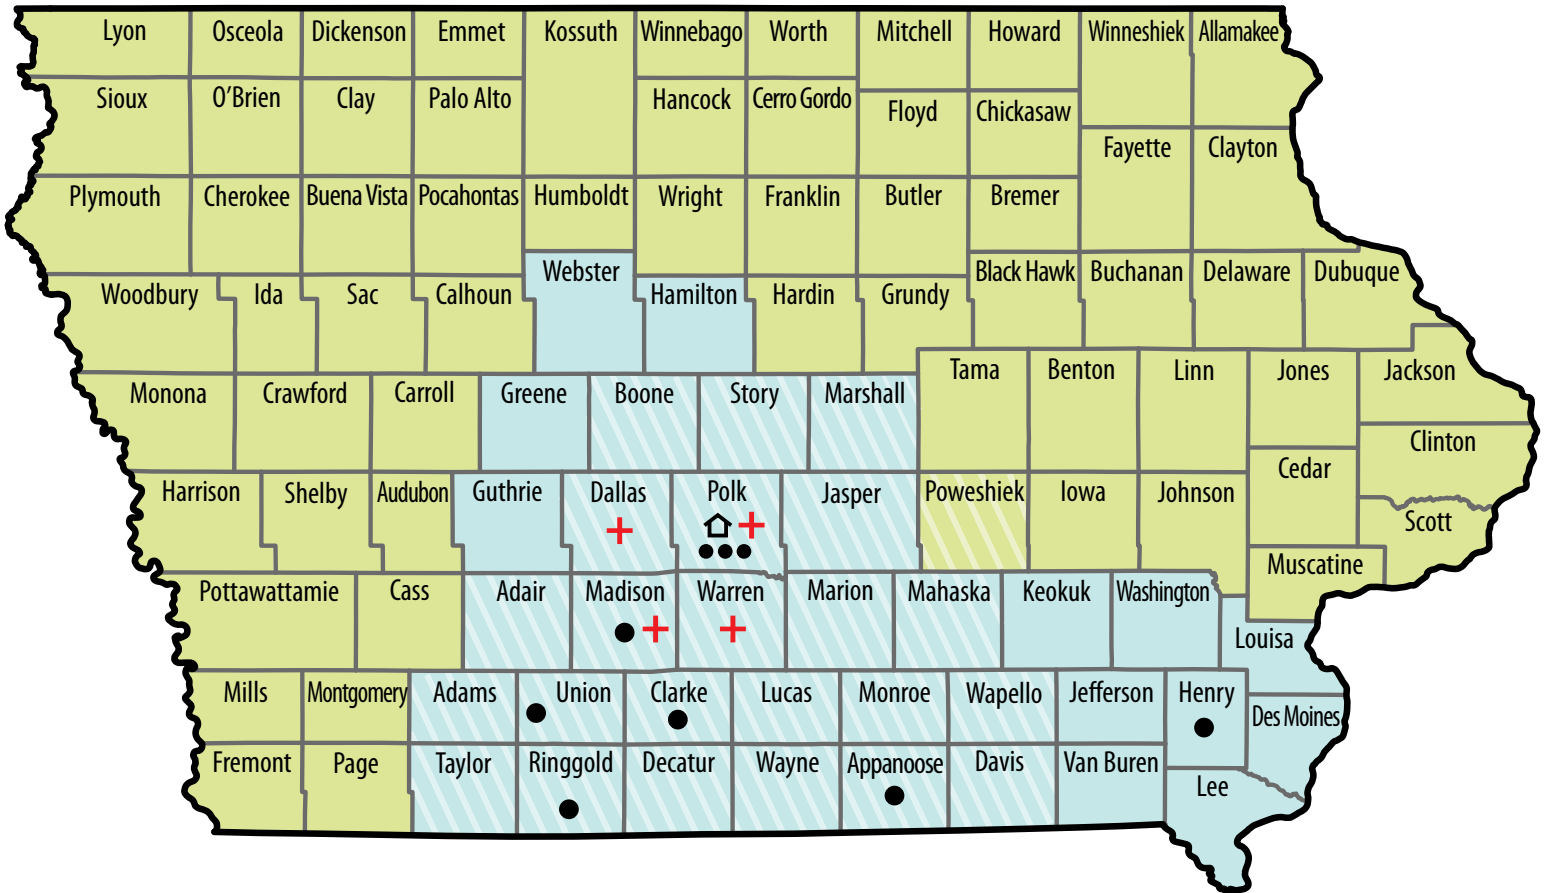 Lyon
Osceola
Dickenson
Emmet
Kossuth
Winnebago
Worth
Mitchell
Howard
Winneshiek
Allamakee
Sioux
O'Brien
Clay
Palo Alto
Hancock
Cerro Gordo
Floyd
Chickasaw
Fayette
Clayton
Plymouth
Cherokee
Buena Vista
Pocahontas
Humboldt
Wright
Franklin
Butler
Bremer
Webster
Black Hawk
Buchanan
Delaware
Dubuque
Woodbury
Ida
Sac
Calhoun
Hamilton
Hardin
Grundy
Tama
Benton
Linn
Jones
Jackson
Monona
Crawford
Carroll
Greene
Boone
Story
Marshall
Clinton
Cedar
Harrison
Shelby
Audubon
Guthrie
Dallas
Polk
Jasper
Poweshiek
Iowa
Johnson
Scott
Muscatine
Pottawattamie
Cass
Adair
Madison
Warren
Marion
Mahaska
Keokuk
Washington
Louisa
Mills
Montgomery
Adams
Union
Clarke
Lucas
Monroe
Wapello
Jefferson
Henry
Des Moines
Fremont
Page
Taylor
Ringgold
Decatur
Wayne
Appanoose
Davis
Van Buren
Lee